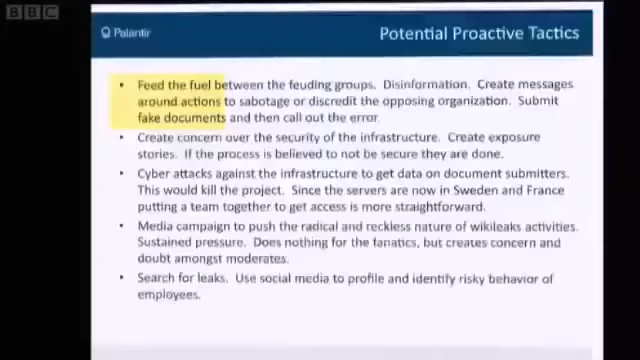 BBC
Palantir
Potential Proactive Tactics
• Feed the fuel between the feuding groups. Disinformation. Create messages
around actions to sabotage or discredit the opposing organization. Submit
fake documents and then call out the error.
• Create concern over the security of the infrastructure. Create exposure
stories. If the process is believed to not be secure they are done.
• Cyber attacks against the infrastructure to get data on document submitters.
This would kill the project. Since the servers are now in Sweden and France
putting a team together to get access is more straightforward.
• Media campaign to push the radical and reckless nature of wikileaks activities.
Sustained pressure. Does nothing for the fanatics, but creates concern and
doubt amongst moderates.
• Search for leaks. Use social media to profile and identify risky behavior of
employees.